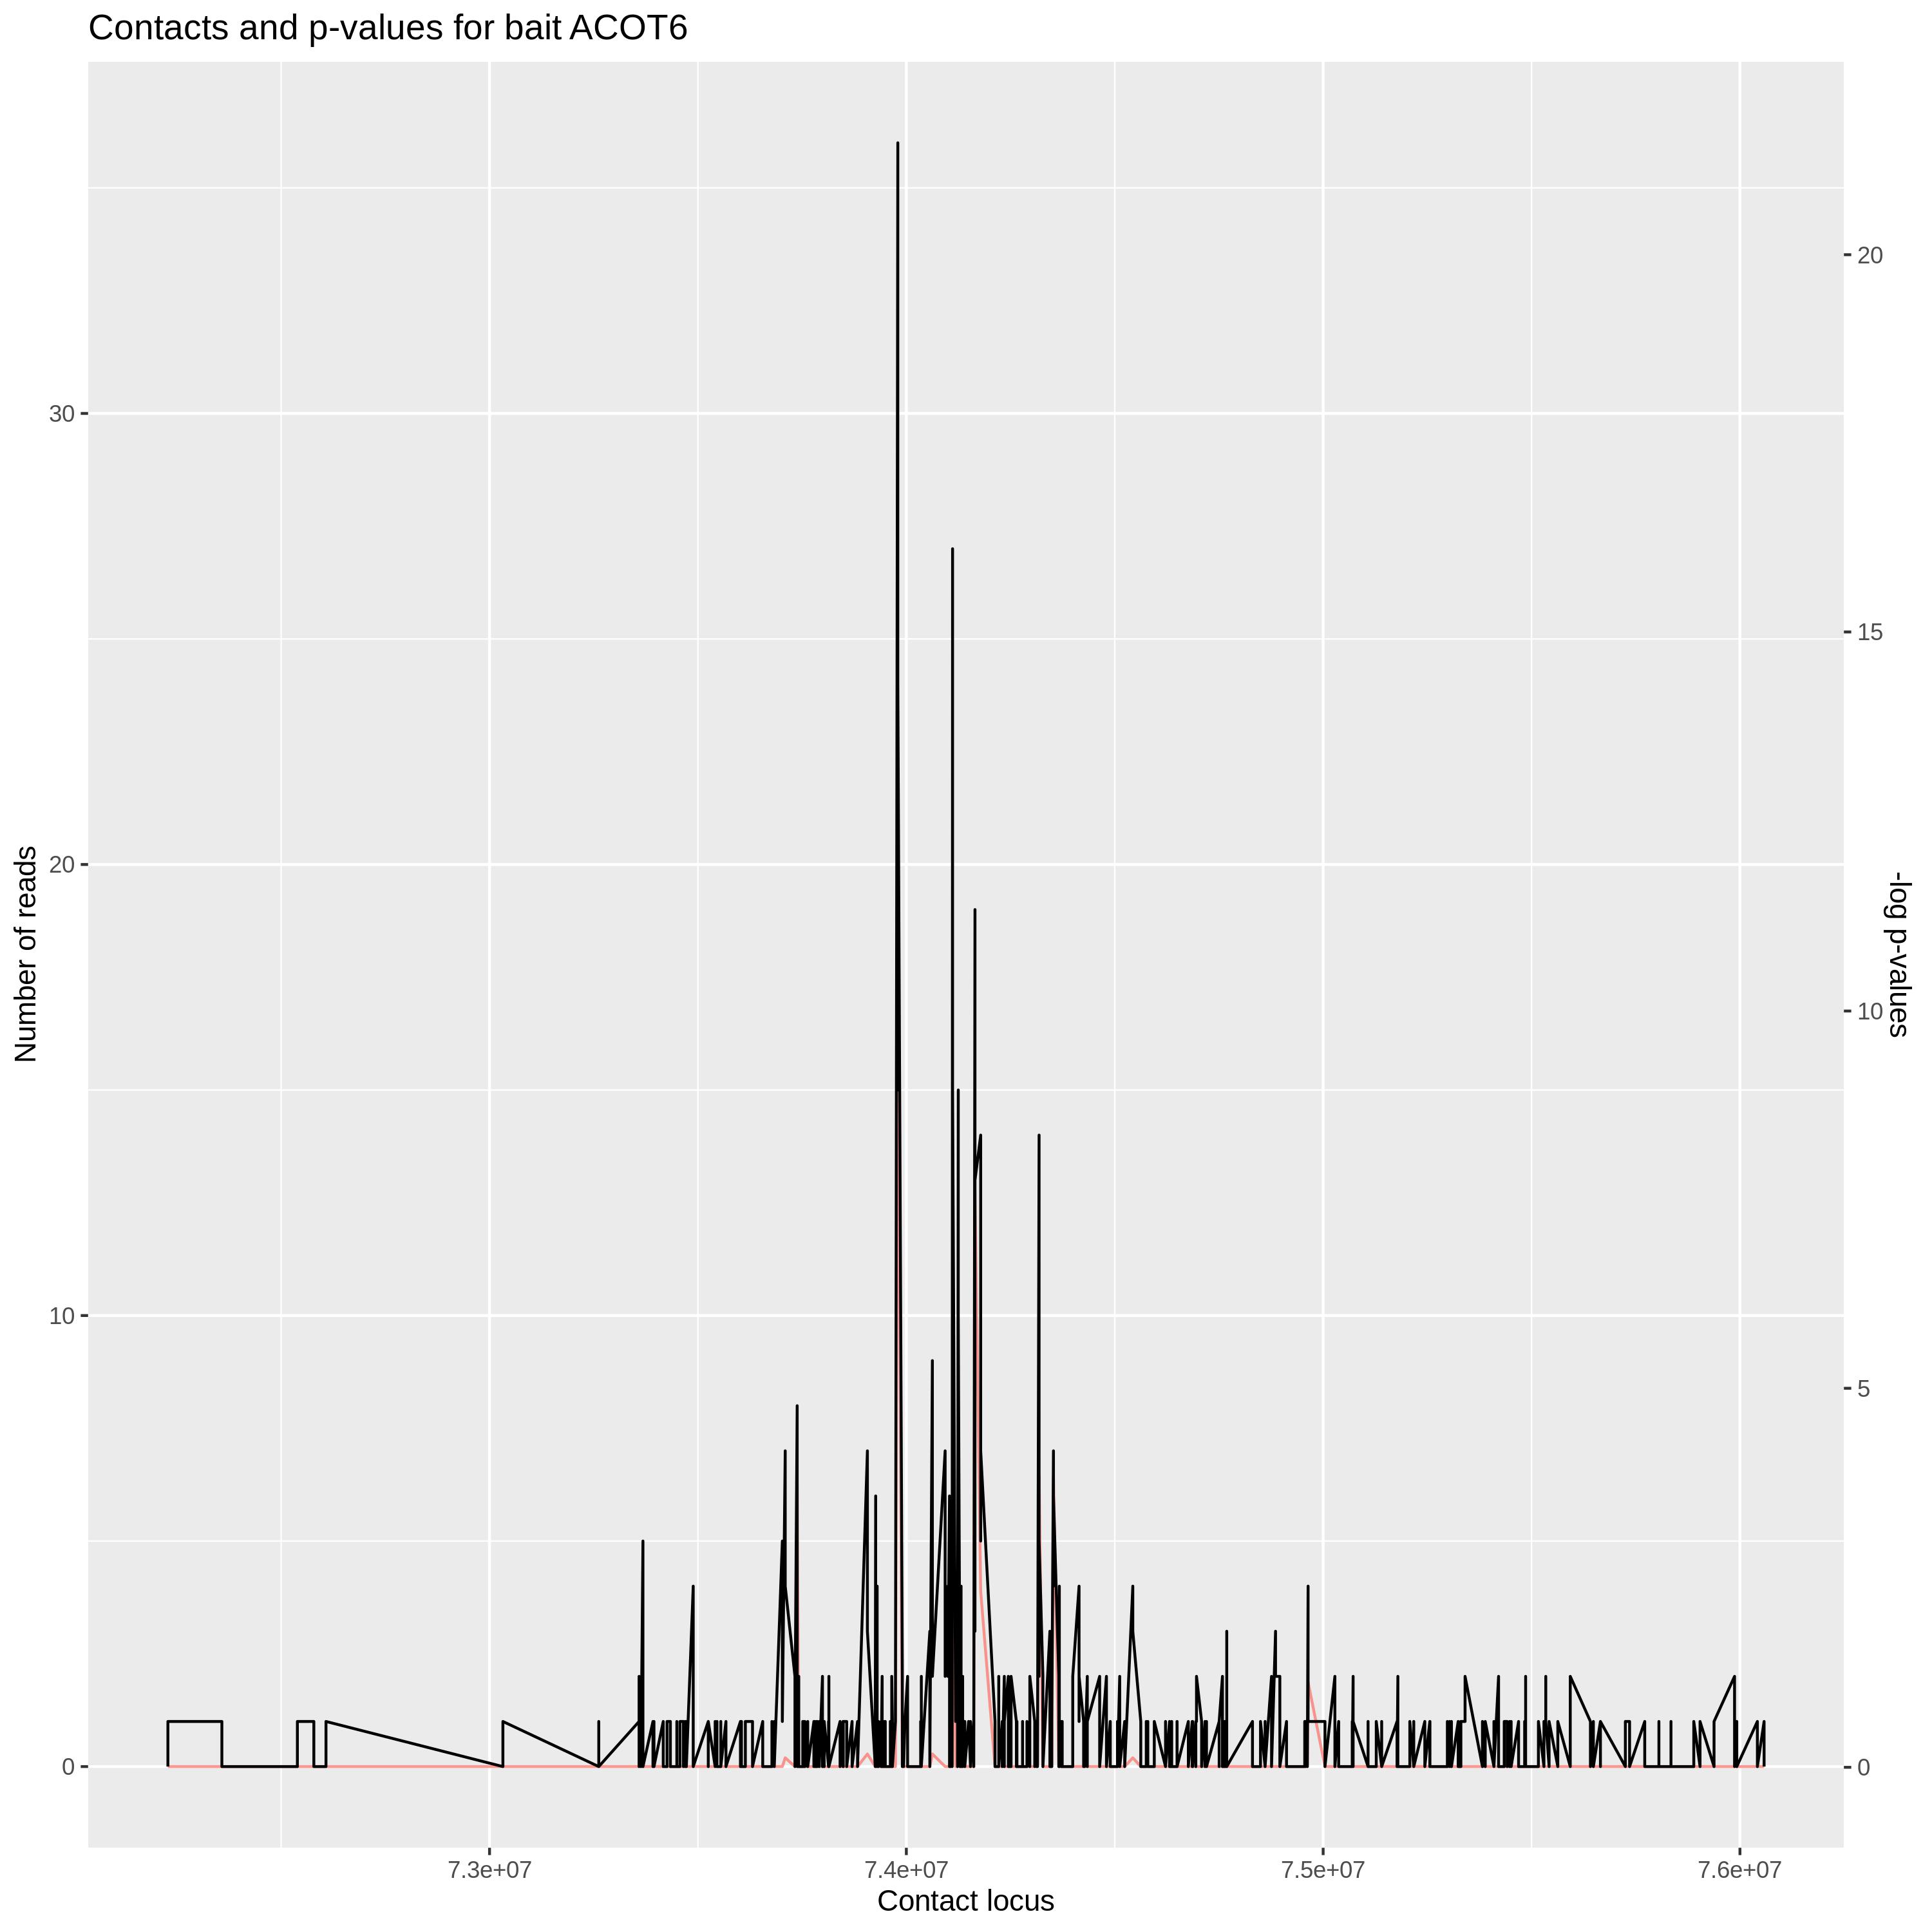 Contacts and p-values for bait ACOT6
30
20
10
0
Number of reads
20
15
10
5
0
-log p-values
7.3e+07
7.4e+07
7.5e+07
7.6e+07
Contact locus